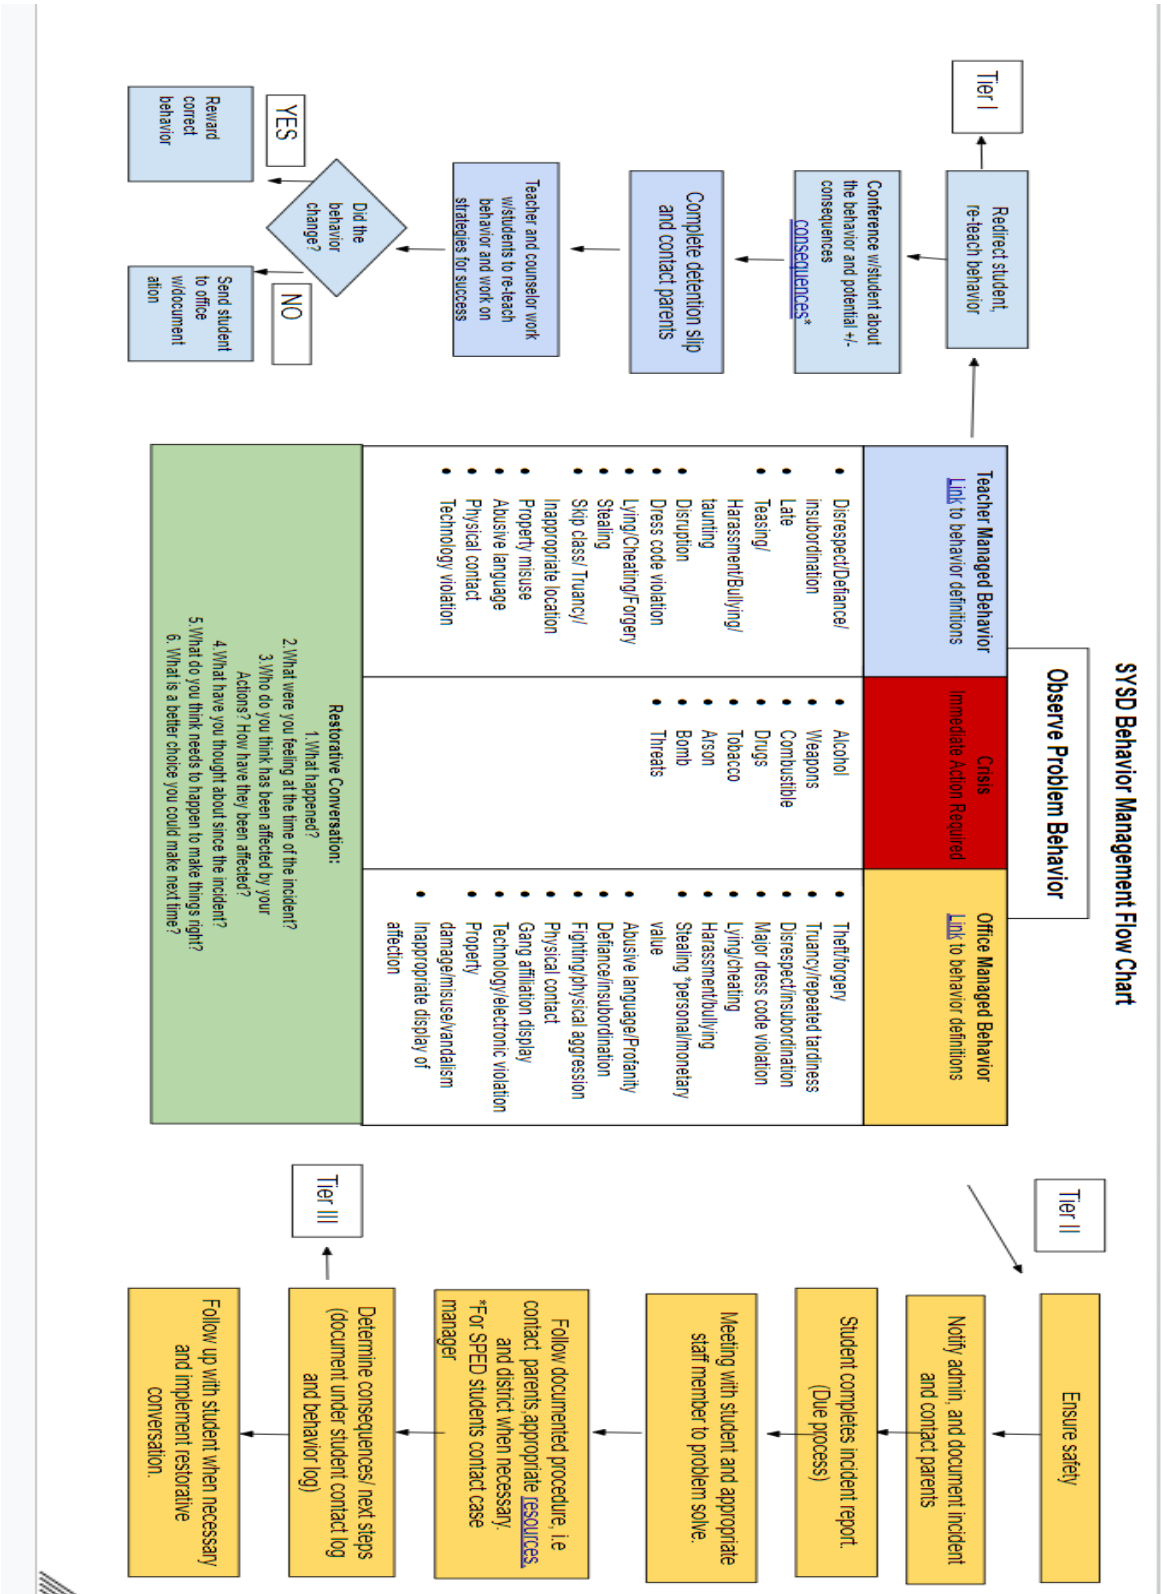 SYSD Behavior Management Flow Chart
Observe Problem Behavior
Tier I
Redirect student,
re-teach behavior
Conference w/student about
the behavior and potential +/-
consequences
consequences*
Complete detention slip
and contact parents
Teacher and counselor work
w/students to re-teach
behavior and work on
strategies for success
Did the
behavior
change?
YES
NO
Reward
correct
behavior
Send student
to office
w/document
ation
Teacher Managed Behavior
Link to behavior definitions
• Disrespect/Defiance/
insubordination
• Late
• Teasing/
Harassment/Bullying/
taunting
• Disruption
• Dress code violation
• Lying/Cheating/Forgery
• Stealing
• Skip class/ Truancy/
Inappropriate location
• Property misuse
• Abusive language
• Physical contact
• Technology violation
Crisis
Immediate Action Required
• Alcohol
• Weapons
• Combustible
• Drugs
• Tobacco
• Arson
• Bomb
• Threats
Office Managed Behavior
Link to behavior definitions
• Theft/forgery
• Truancy/repeated tardiness
• Disrespect/insubordination
• Major dress code violation
• Lying/cheating
• Harassment/bullying
• Stealing *personal/monetary
value
• Abusive language/Profanity
• Defiance/insubordination
• Fighting/physical aggression
• Physical contact
• Gang affiliation display
• Technology/electronic violation
• Property
damage/misuse/vandalism
• Inappropriate display of
affection
Restorative Conversation:
1.What happened?
2.What were you feeling at the time of the incident?
3.Who do you think has been affected by your
Actions? How have they been affected?
4.What have you thought about since the incident?
5.What do you think needs to happen to make things right?
6. What is a better choice you could make next time?
Tier II
Ensure safety
Notify admin, and document incident
and contact parents
Student completes incident report.
(Due process)
Meeting with student and appropriate
staff member to problem solve.
Follow documented procedure, i.e
contact parents,appropriate resources,
and district when necessary.
*For SPED students contact case
manager
Determine consequences/ next steps
(document under student contact log
and behavior log)
Tier III
Follow up with student when necessary
and implement restorative
conversation.